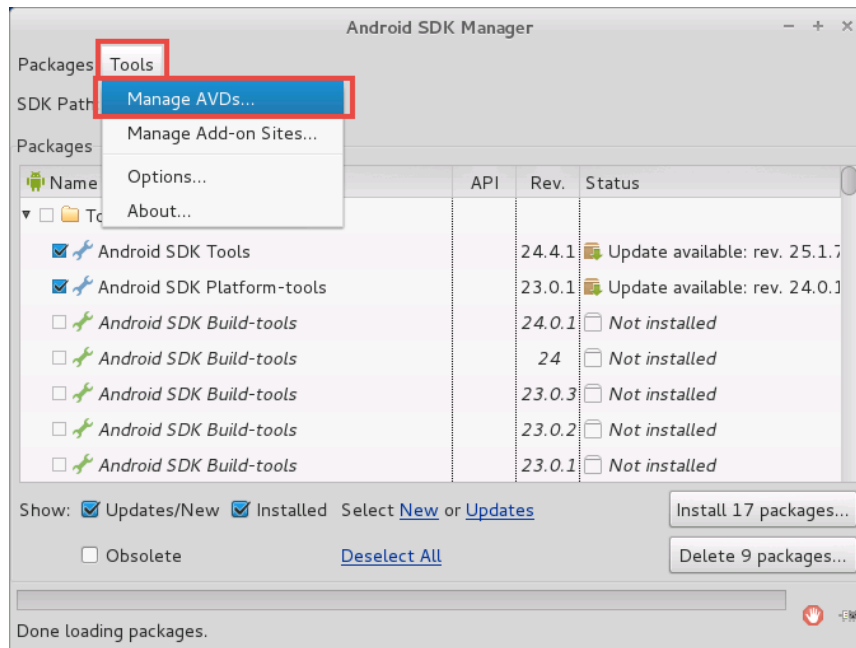 Android SDK Manager
Packages Tools
SDK Path
Manage AVDs...
Manage Add-on Sites...
Options...
About...
Packages
Name API Rev. Status
Android SDK Tools 24.4.1 Update available: rev. 25.1.7
Android SDK Platform-tools 23.0.1 Update available: rev. 24.0.1
Android SDK Build-tools 24.0.1 Not installed
Android SDK Build-tools 24 Not installed
Android SDK Build-tools 23.0.3 Not installed
Android SDK Build-tools 23.0.2 Not installed
Android SDK Build-tools 23.0.1 Not installed
Show: Updates/New Installed Select New or Updates Install 17 packages...
Obsolete Deselect All Delete 9 packages...
Done loading packages.